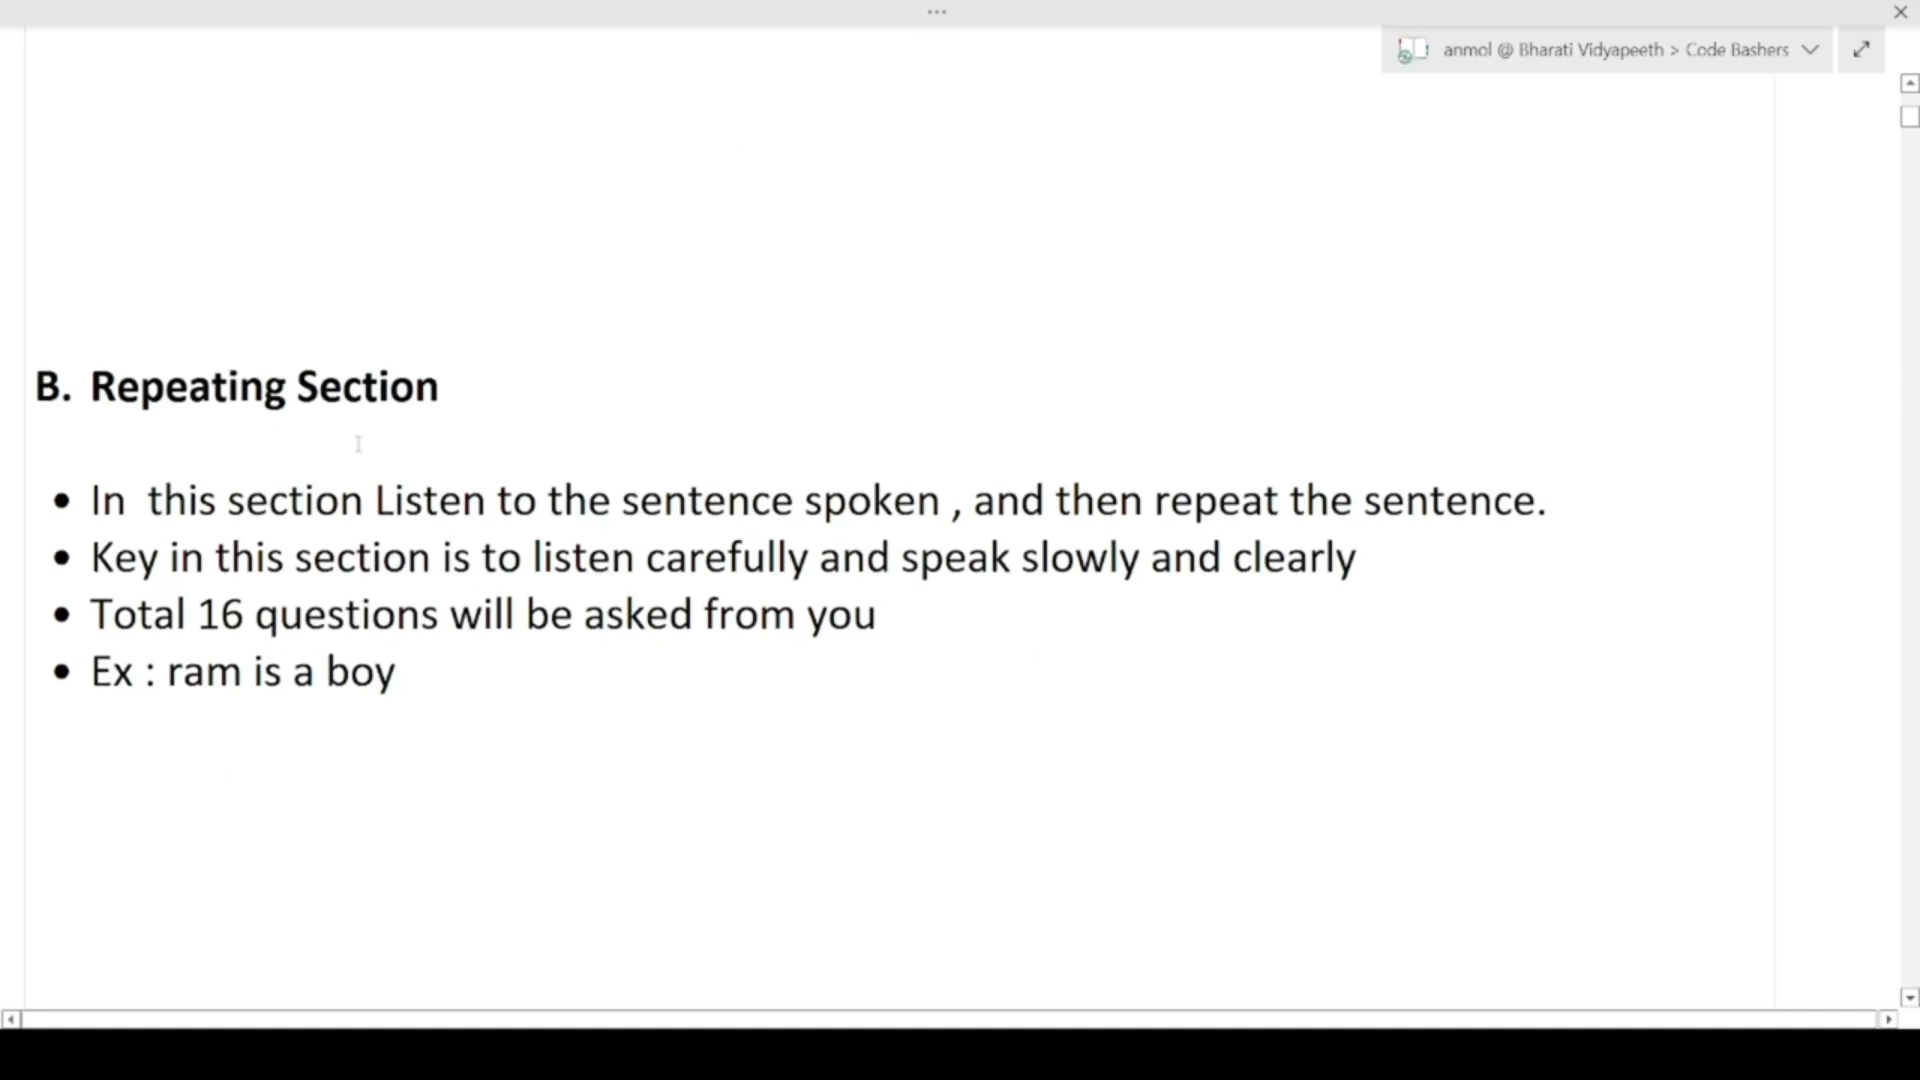 anmol @ Bharati Vidyapeeth > Code Bashers
B. Repeating Section
• In  this section Listen to the sentence spoken , and then repeat the sentence.
• Key in this section is to listen carefully and speak slowly and clearly
• Total 16 questions will be asked from you
• Ex : ram is a boy